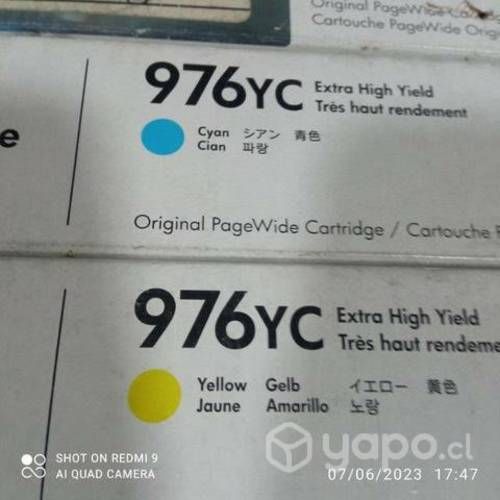 Original PageWide
Cartouche PageWide
976YC Extra High Yield
Très haut rendement
e
Cyan シアン 青色
Cian 파랑
Original PageWide Cartridge / Cartouche
976YC Extra High Yield
Très haut
Yellow Gelb イエロー 黄色
Jaune Amarillo 노랑
yapo.cl
SHOT ON REDMI 9
AI QUAD CAMERA
07/06/2023 17:47